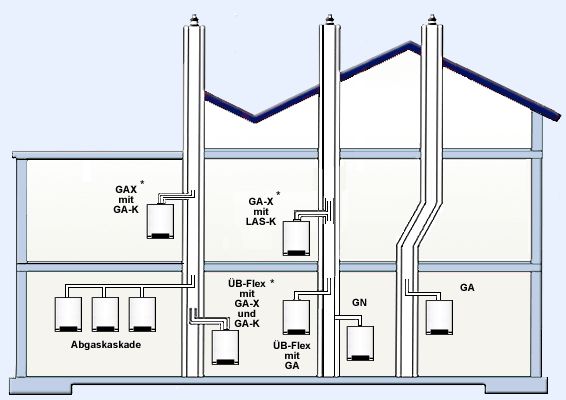 GAX *
mit
GA-K
GA-X *
mit
LAS-K
Abgaskaskade
ÜB-Flex *
mit
GA-X
und
GA-K
ÜB-Flex
mit
GA
GN
GA